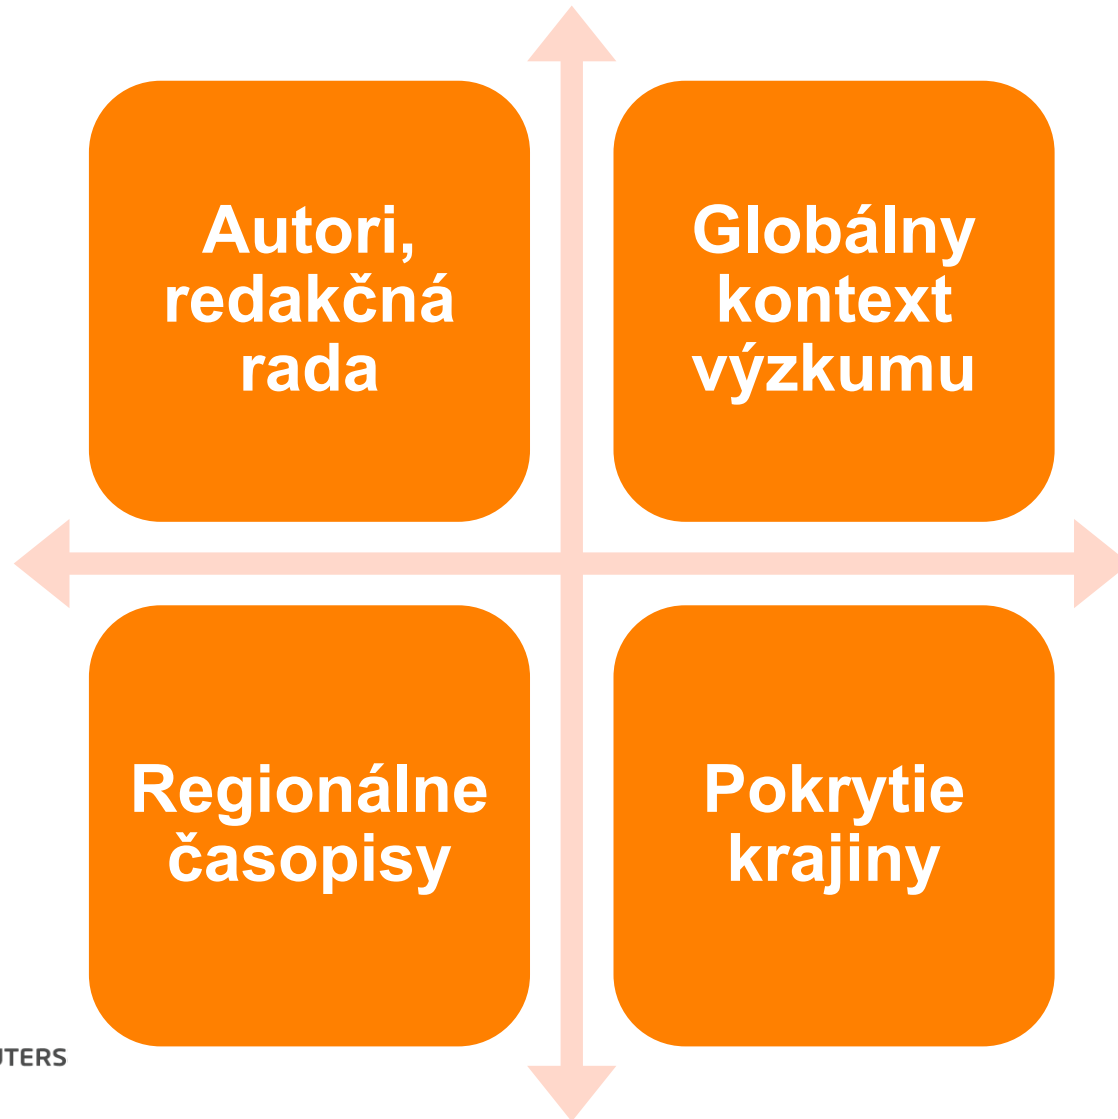 Autori,
redakčná
rada
Globálny
kontext
výzkumu
Regionálne
časopisy
Pokrytie
krajiny
UTERS